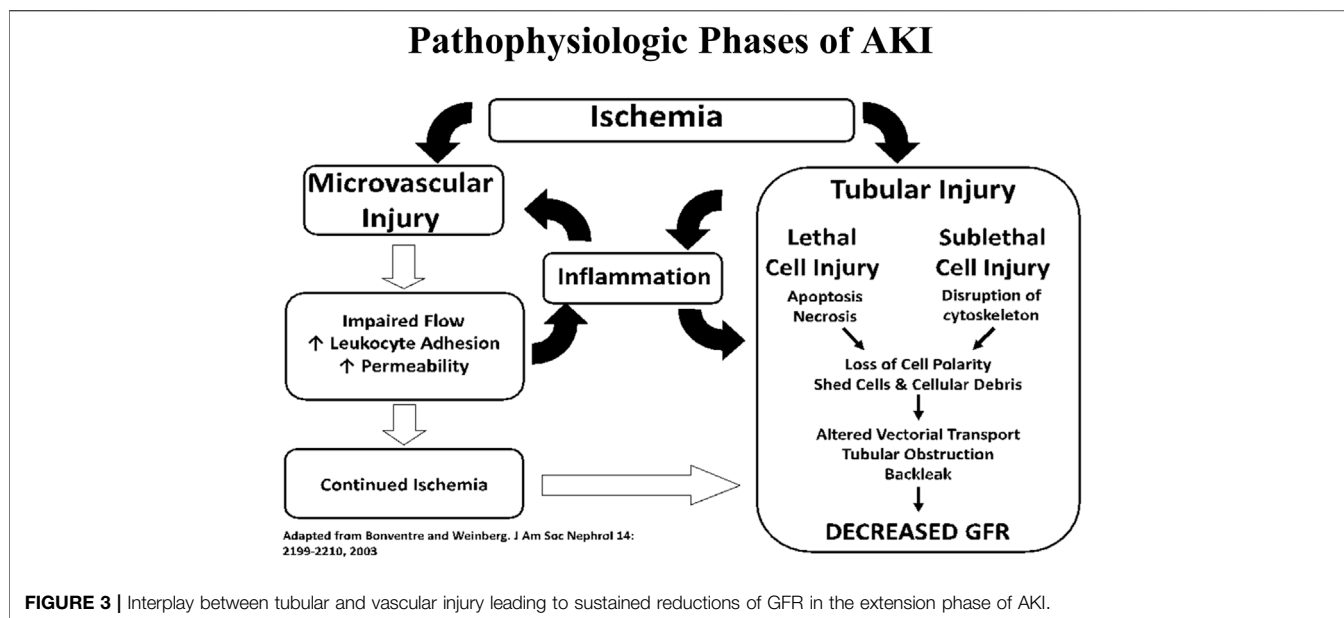 Pathophysiologic Phases of AKI
Ischemia
Microvascular
Injury
Impaired Flow
↑ Leukocyte Adhesion
↑ Permeability
Continued Ischemia
Inflammation
Tubular Injury
Lethal
Cell Injury
Apoptosis
Necrosis
Sublethal
Cell Injury
Disruption of
cytoskeleton
Loss of Cell Polarity
Shed Cells & Cellular Debris
Altered Vectorial Transport
Tubular Obstruction
Backleak
DECREASED GFR
Adapted from Bonventre and Weinberg. J Am Soc Nephrol 14:
2199-2210, 2003
FIGURE 3 | Interplay between tubular and vascular injury leading to sustained reductions of GFR in the extension phase of AKI.